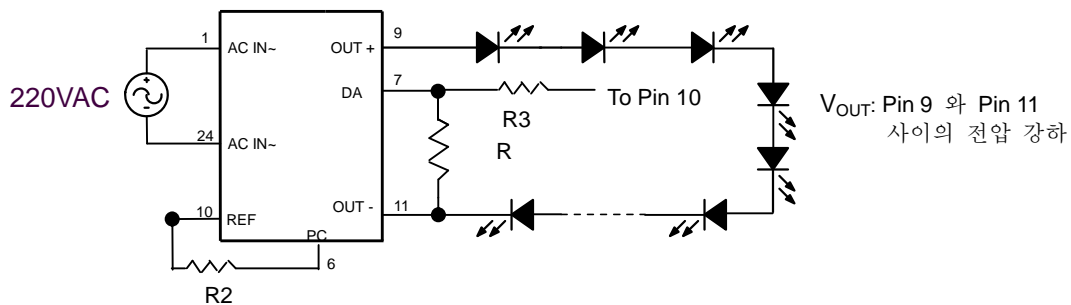 1
AC IN~
OUT +
9
7
DA
220VAC
To Pin 10
R3
R
24
AC IN~
10
REF
OUT -
11
PC
6
R2
VOUT: Pin 9 와 Pin 11
사이의 전압 강하